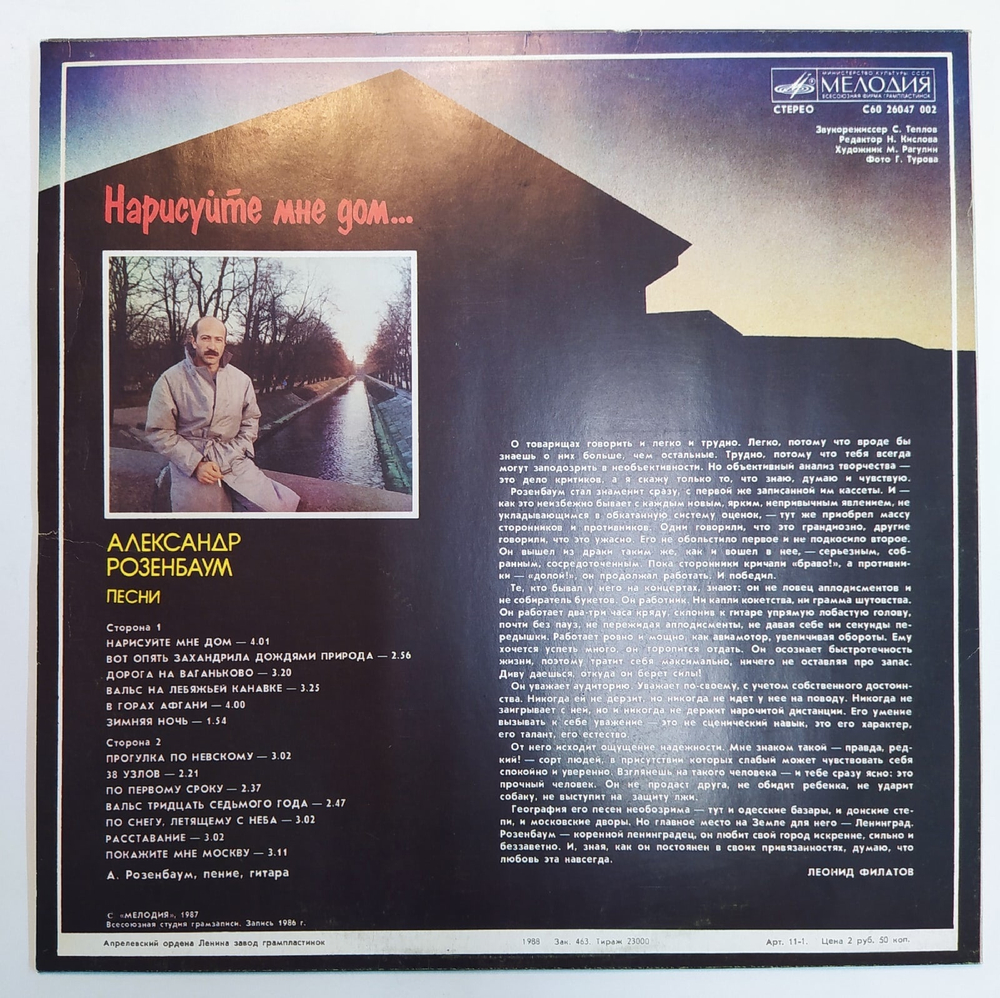 МИНИСТЕРСТВО КУЛЬТУРЫ СССР
МЕЛОДИЯ
ВСЕСОЮЗНАЯ ФИРМА ГРАМПЛАСТИНОК
СТЕРЕО С60 26047 002
Звукорежиссер С. Теплов
Редактор Н. Кислова
Художник М. Рагулин
Фото Г. Турова
Нарисуйте мне дом...
АЛЕКСАНДР
РОЗЕНБАУМ
ПЕСНИ
Сторона 1
НАРИСУЙТЕ МНЕ ДОМ — 4.01
ВОТ ОПЯТЬ ЗАХАНДРИЛА ДОЖДЯМИ ПРИРОДА — 2.56
ДОРОГА НА ВАГАНЬКОВО — 3.20
ВАЛЬС НА ЛЕБЯЖЬЕЙ КАНАВКЕ — 3.25
В ГОРАХ АФГАНИ — 4.00
ЗИМНЯЯ НОЧЬ — 1.54
Сторона 2
ПРОГУЛКА ПО НЕВСКОМУ — 3.02
38 УЗЛОВ — 2.21
ПО ПЕРВОМУ СРОКУ — 2.37
ВАЛЬС ТРИДЦАТЬ СЕДЬМОГО ГОДА — 2.47
ПО СНЕГУ, ЛЕТЯЩЕМУ С НЕБА — 3.02
РАССТАВАНИЕ — 3.02
ПОКАЖИТЕ МНЕ МОСКВУ — 3.11
А. Розенбаум, пение, гитара
С «МЕЛОДИЯ», 1987
Всесоюзная студия грамзаписи. Запись 1986 г.
О товарищах говорить и легко и трудно. Легко, потому что вроде бы
знаешь о них больше, чем остальные. Трудно, потому что тебя всегда
могут заподозрить в необъективности. Но объективный анализ творчества —
это дело критиков, а я скажу только то, что знаю, думаю и чувствую.
Розенбаум стал знаменит сразу, с первой же записанной им кассеты. И —
как это неизбежно бывает с каждым новым, ярким, непривычным явлением, не
укладывающимся в обкатанную систему оценок, — тут же приобрел массу
сторонников и противников. Одни говорили, что это грандиозно, другие
говорили, что это ужасно. Его не обольстило первое и не подкосило второе.
Он вышел из драки таким же, как и вошел в нее, — серьезным, соб-
ранным, сосредоточенным. Пока сторонники кричали «браво!», а противни-
ки — «долой!», он продолжал работать. И победил.
Те, кто бывал у него на концертах, знают: он не ловец аплодисментов и
не собиратель букетов. Он работник. Ни капли кокетства, ни грамма шутовства.
Он работает два-три часа кряду, склонив к гитаре упрямую лобастую голову,
почти без пауз, не пережидая аплодисменты, не давая себе ни секунды пе-
редышки. Работает ровно и мощно, как авиамотор, увеличивая обороты. Ему
хочется успеть много, он торопится отдать. Он осознает быстротечность
жизни, поэтому тратит себя максимально, ничего не оставляя про запас.
Диву даешься, откуда он берет силы!
Он уважает аудиторию. Уважает по-своему, с учетом собственного достоин-
ства. Никогда ей не дерзит, но никогда не идет у нее на поводу. Никогда не
заигрывает с ней, но и никогда не держит нарочитой дистанции. Его умение
вызывать к себе уважение — это не сценический навык, это его характер,
его талант, его естество.
От него исходит ощущение надежности. Мне знаком такой — правда, ред-
кий! — сорт людей, в присутствии которых слабый может чувствовать себя
спокойно и уверенно. Взглянешь на такого человека — и тебе сразу ясно: это
прочный человек. Он не продаст друга, не обидит ребенка, не ударит
собаку, не выступит на защиту лжи.
География его песен необозрима — тут и одесские базары, и донские сте-
пи, и московские дворы. Но главное место на Земле для него — Ленинград.
Розенбаум — коренной ленинградец, он любит свой город искренне, сильно и
беззаветно. И, зная, как он постоянен в своих привязанностях, думаю, что
любовь эта навсегда.
ЛЕОНИД ФИЛАТОВ
Апрелевский ордена Ленина завод грампластинок 1988 Зак. 463. Тираж 23000 Арт. 11-1. Цена 2 руб. 50 коп.